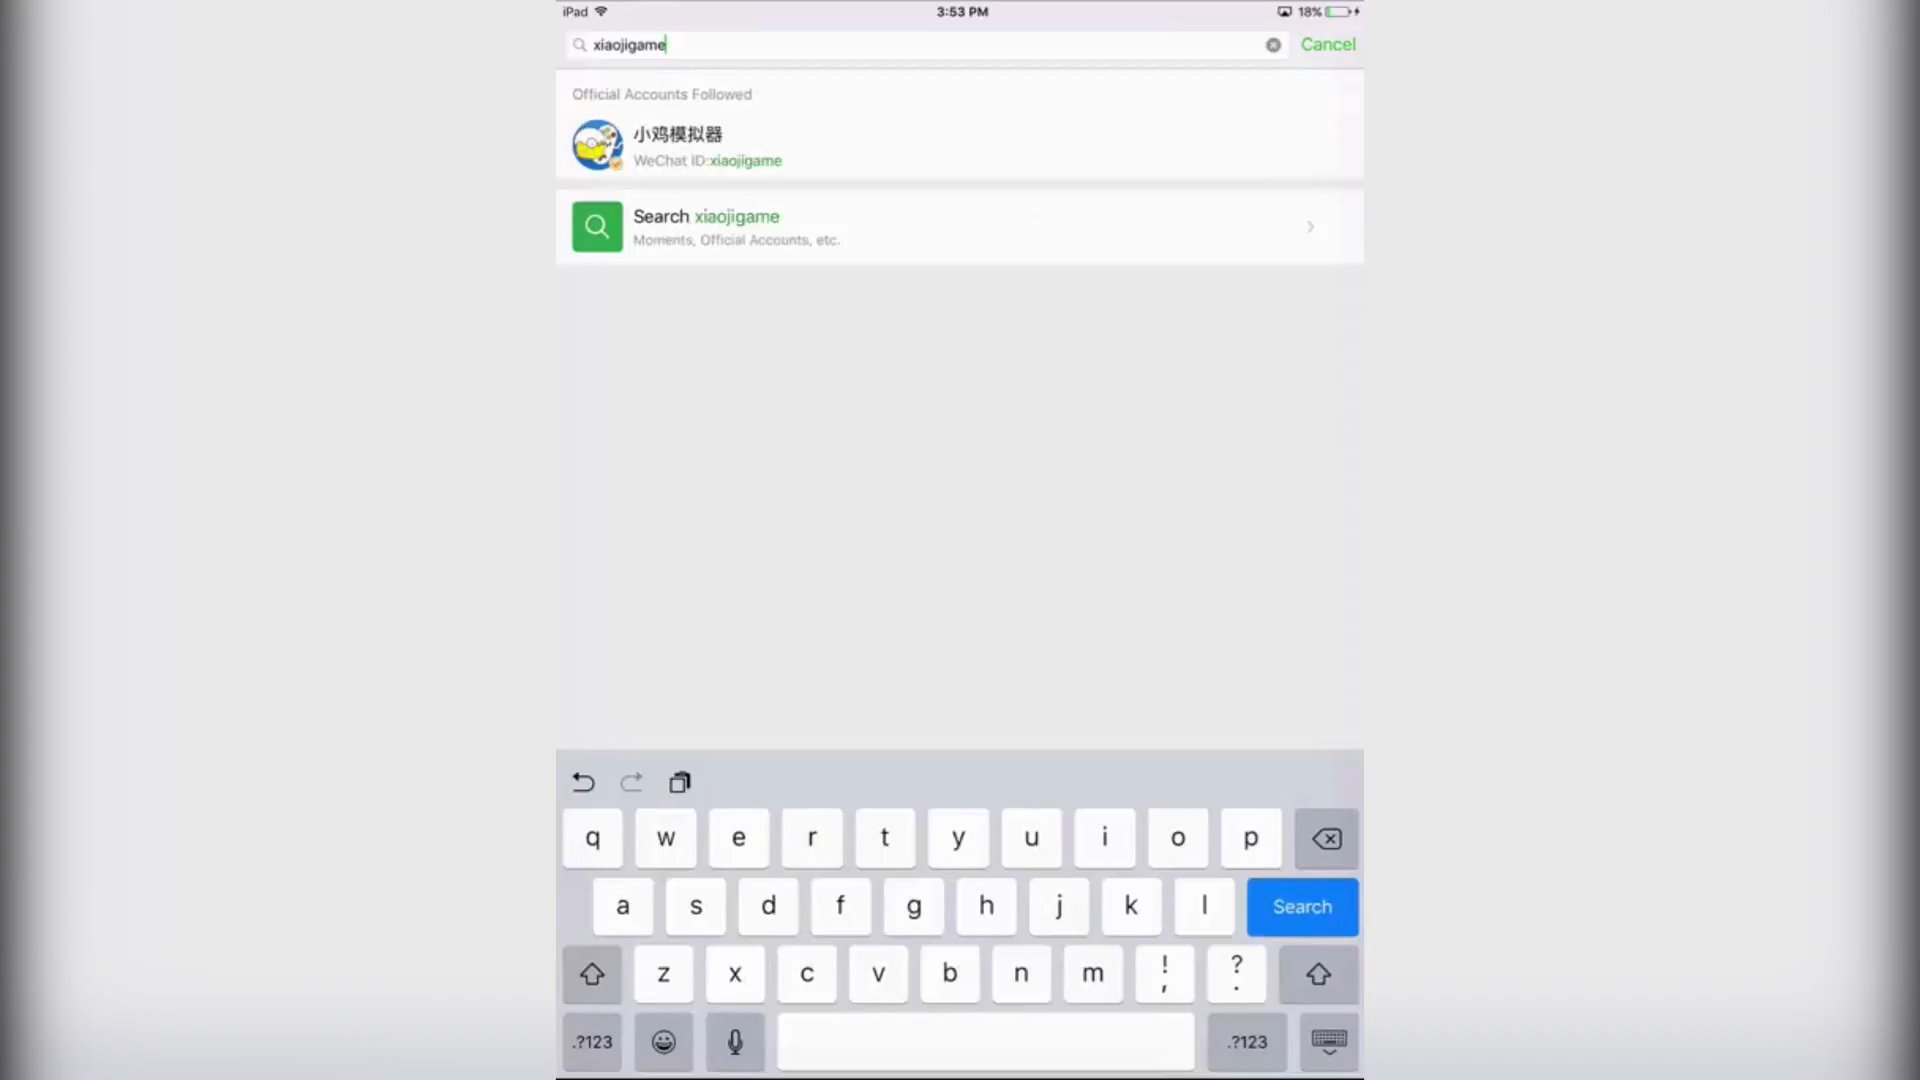 iPad 3:53 PM 18%
xiaojigame Cancel
Official Accounts Followed
小鸡模拟器
WeChat ID:xiaojigame
Search xiaojigame
Moments, Official Accounts, etc.
q w e r t y u i o p
a s d f g h j k l Search
z x c v b n m ! , ? .
.?123 .?123